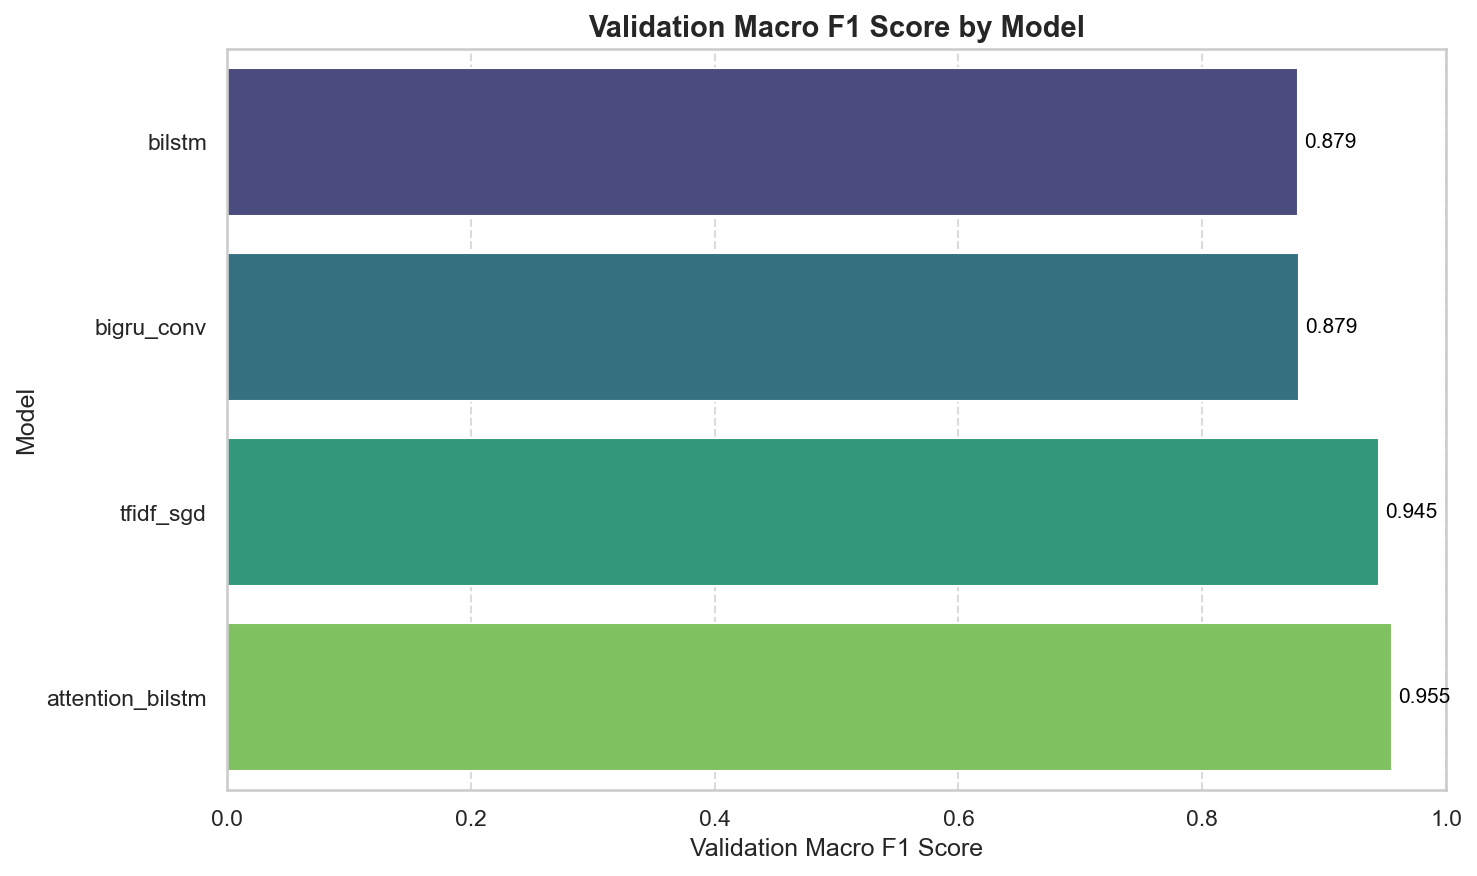 Validation Macro F1 Score by Model
bilstm
0.879
bigru_conv
0.879
tfidf_sgd
0.945
attention_bilstm
0.955
Model
0.0 0.2 0.4 0.6 0.8 1.0
Validation Macro F1 Score